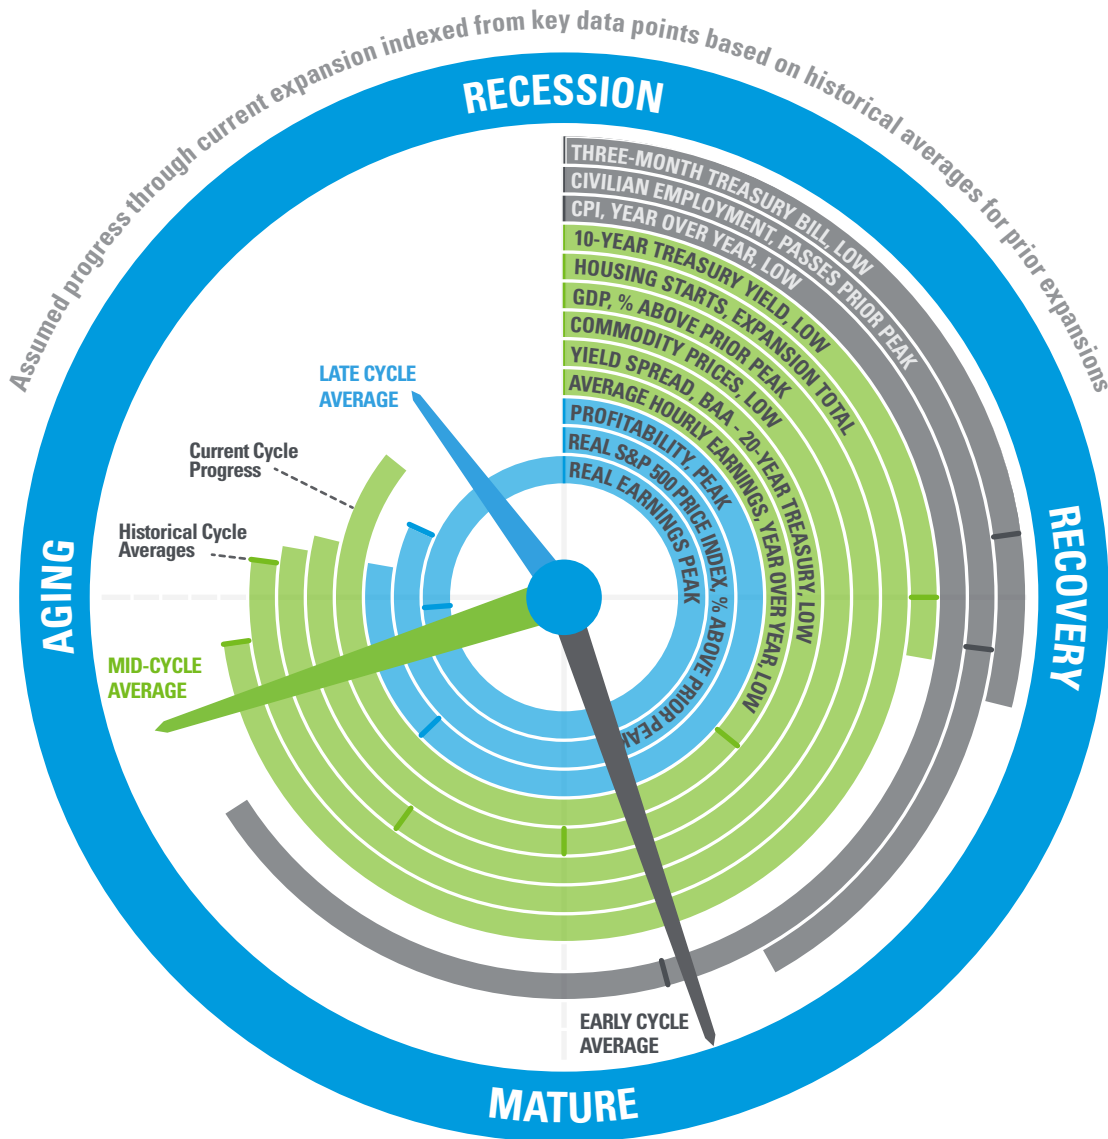 Assumed progress through current expansion indexed from key data points based on historical averages for prior expansions
RECESSION
THREE-MONTH TREASURY BILL, LOW
CIVILIAN EMPLOYMENT, PASSES PRIOR PEAK
CPI, YEAR OVER YEAR, LOW
10-YEAR TREASURY YIELD, LOW
HOUSING STARTS, EXPANSION TOTAL
GDP, % ABOVE PRIOR PEAK
COMMODITY PRICES, LOW
YIELD SPREAD, BAA - 20-YEAR TREASURY, LOW
AVERAGE HOURLY EARNINGS, YEAR OVER YEAR, LOW
PROFITABILITY, PEAK
REAL S&P 500 PRICE INDEX, % ABOVE PRIOR PEAK
REAL EARNINGS PEAK
LATE CYCLE
AVERAGE
Current Cycle
Progress
Historical Cycle
Averages
AGING
RECOVERY
MID-CYCLE
AVERAGE
EARLY CYCLE
AVERAGE
MATURE